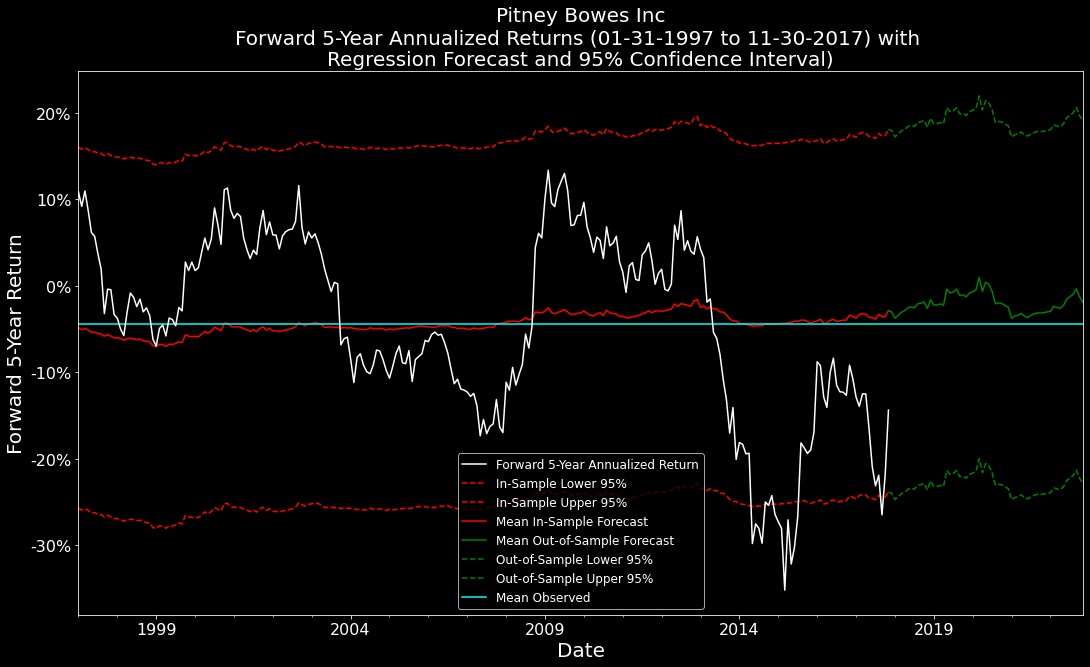 Pitney Bowes Inc
Forward 5-Year Annualized Returns (01-31-1997 to 11-30-2017) with
Regression Forecast and 95% Confidence Interval)
Forward 5-Year Return
20%
10%
0%
-10%
-20%
-30%
Forward 5-Year Annualized Return
In-Sample Lower 95%
In-Sample Upper 95%
Mean In-Sample Forecast
Mean Out-of-Sample Forecast
Out-of-Sample Lower 95%
Out-of-Sample Upper 95%
Mean Observed
1999
2004
2009
2014
2019
Date